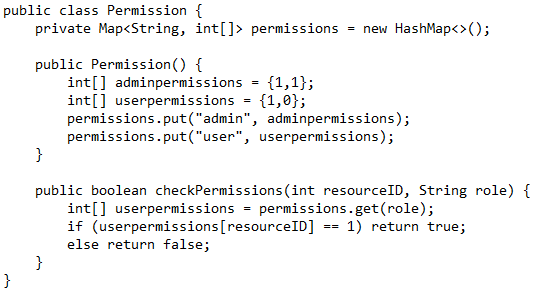 public class Permission {
    private Map<String, int[]> permissions = new HashMap<>();
    public Permission() {
        int[] adminpermissions = {1,1};
        int[] userpermissions = {1,0};
        permissions.put("admin", adminpermissions);
        permissions.put("user", userpermissions);
    }
    public boolean checkPermissions(int resourceID, String role) {
        int[] userpermissions = permissions.get(role);
        if (userpermissions[resourceID] == 1) return true;
        else return false;
    }
}